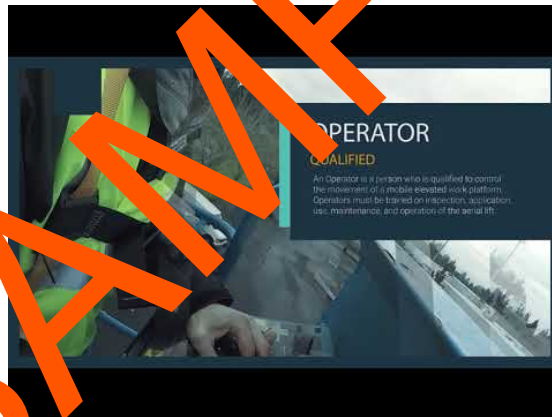 OPERATOR
QUALIFIED
An Operator is a person who is qualified to control
the movement of a mobile elevated work platform.
Operators must be trained on inspection, application,
use, maintenance, and operation of the aerial lift.
AMP